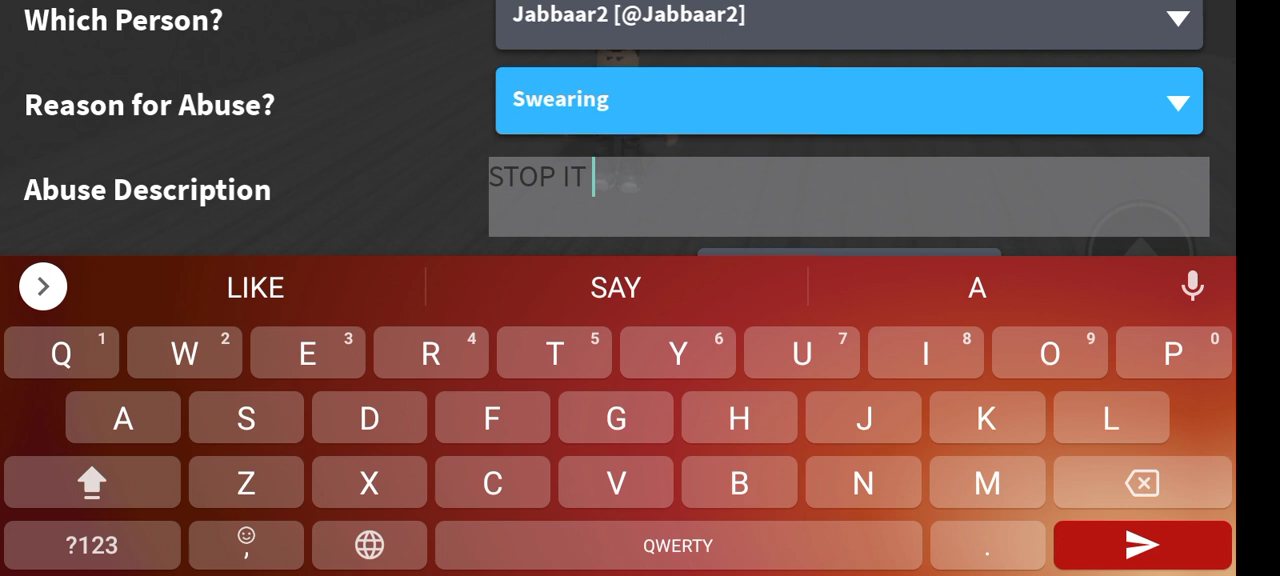 Which Person?
Jabbaar2 [@Jabbaar2]
Reason for Abuse?
Swearing
Abuse Description
STOP IT
LIKE SAY A
Q 1 W 2 E 3 R 4 T 5 Y 6 U 7 I 8 O 9 P 0
A S D F G H J K L
Z X C V B N M
?123 , QWERTY .